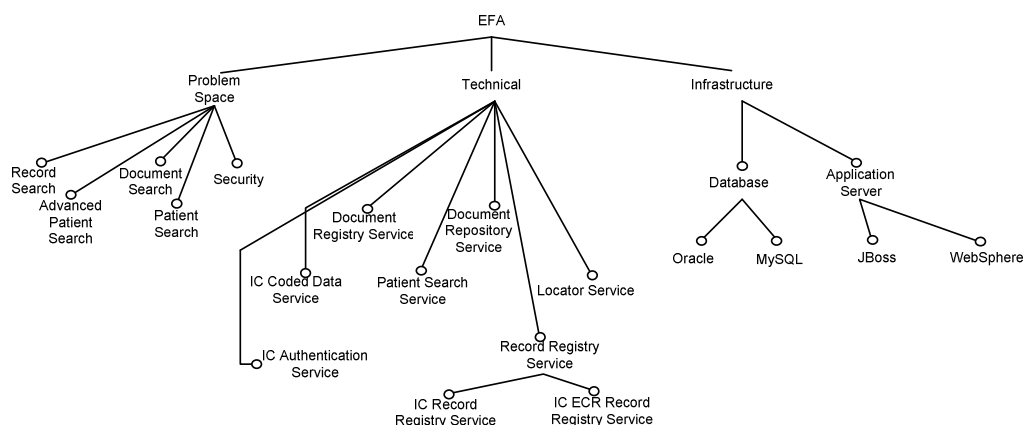 EFA
Problem
Space
Technical
Infrastructure
Record
Search
Advanced
Patient
Search
Document
Search
Patient
Search
Security
Document
Registry Service
Document
Repository
Service
IC Coded Data
Service
Patient Search
Service
Locator Service
IC Authentication
Service
Record Registry
Service
IC Record
Registry Service
IC ECR Record
Registry Service
Database
Application
Server
Oracle
MySQL
JBoss
WebSphere